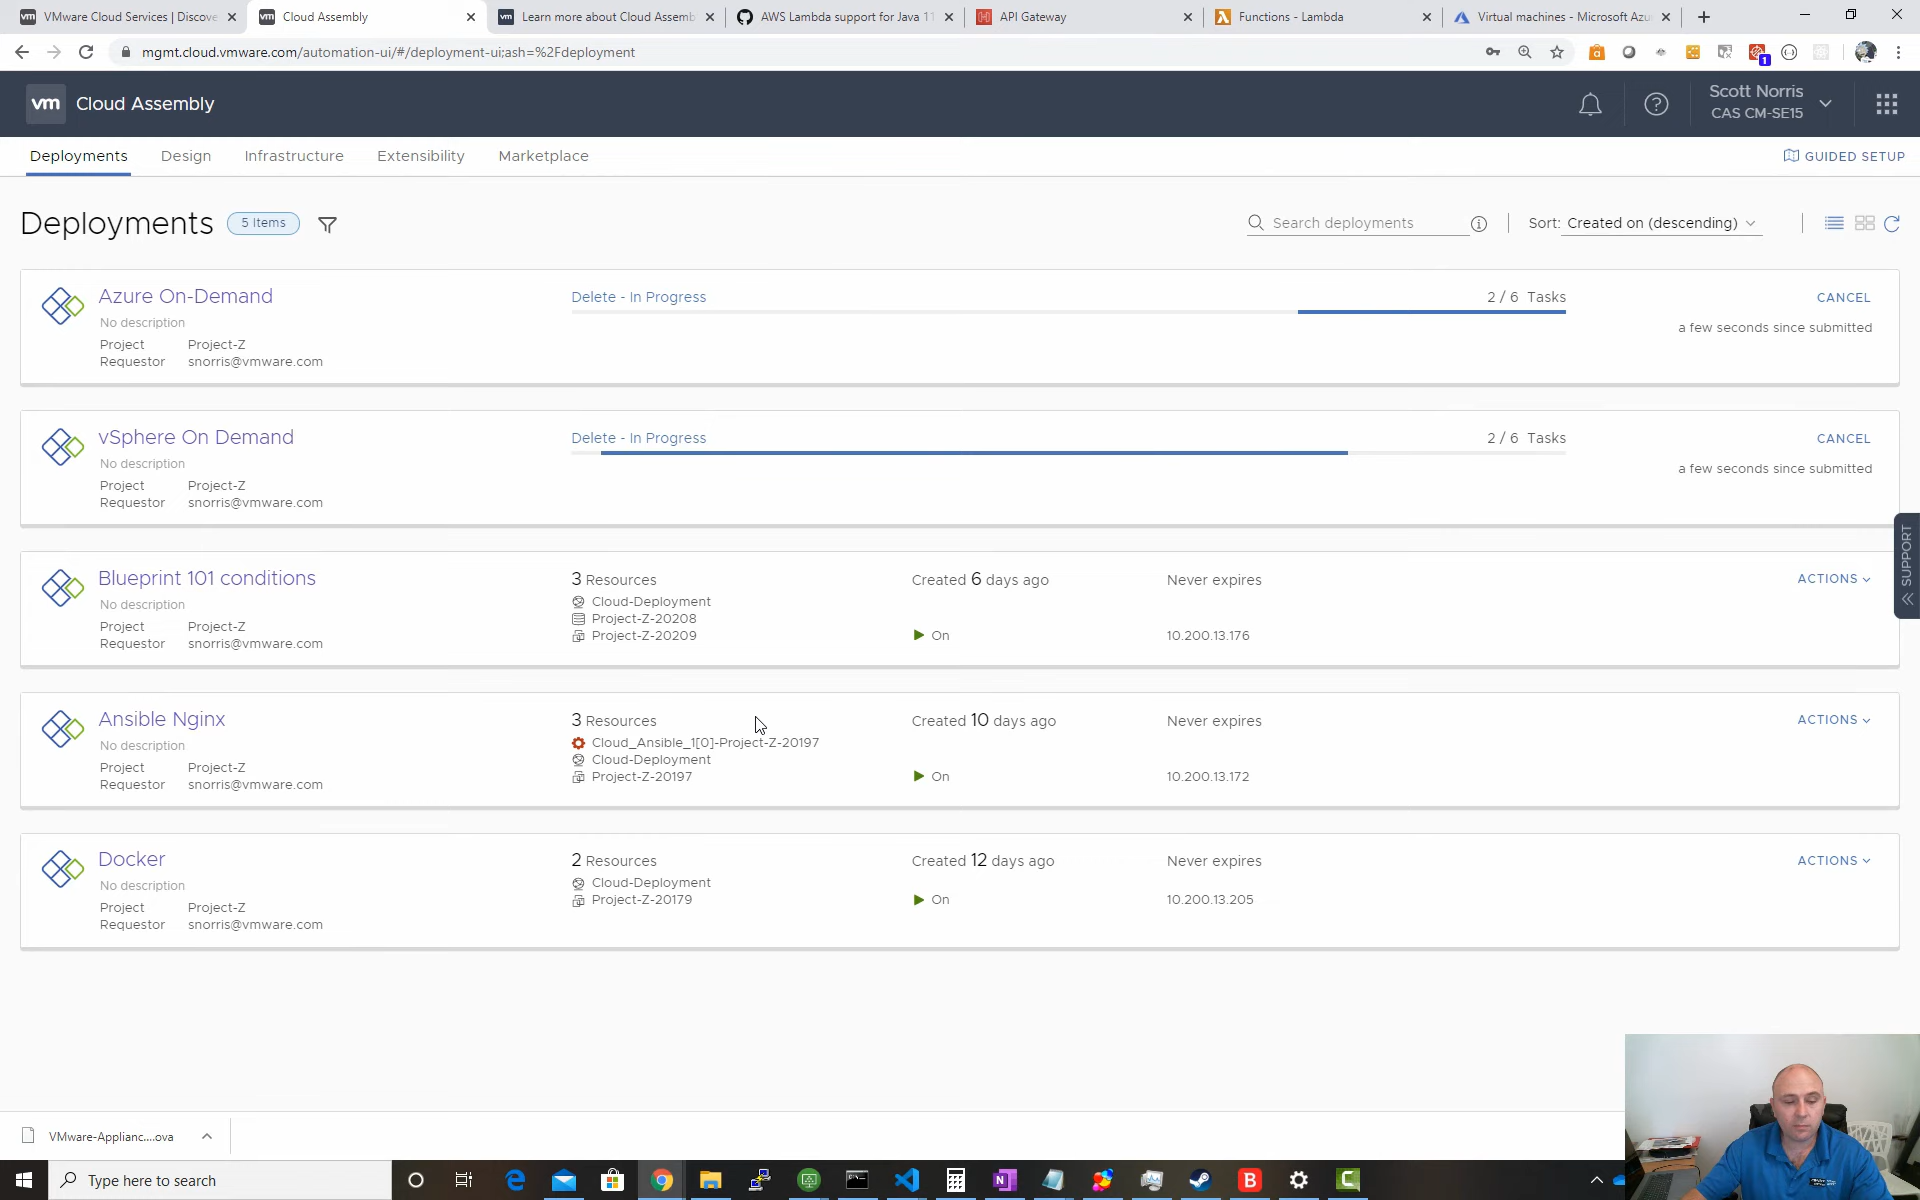 VMware Cloud Services | Discove
Cloud Assembly
Learn more about Cloud Assemb
AWS Lambda support for Java 11
API Gateway
Functions - Lambda
Virtual machines - Microsoft Azu
mgmt.cloud.vmware.com/automation-ui/#/deployment-ui;ash=%2Fdeployment
1
vm Cloud Assembly
Scott Norris
CAS CM-SE15
Deployments
Design
Infrastructure
Extensibility
Marketplace
GUIDED SETUP
Deployments
5 Items
Search deployments
Sort: Created on (descending)
Azure On-Demand
No description
Project Project-Z
Requestor snorris@vmware.com
Delete - In Progress
2 / 6 Tasks
CANCEL
a few seconds since submitted
vSphere On Demand
No description
Project Project-Z
Requestor snorris@vmware.com
Delete - In Progress
2 / 6 Tasks
CANCEL
a few seconds since submitted
SUPPORT
Blueprint 101 conditions
No description
Project Project-Z
Requestor snorris@vmware.com
3 Resources
Cloud-Deployment
Project-Z-20208
Project-Z-20209
Created 6 days ago
On
Never expires
10.200.13.176
ACTIONS
Ansible Nginx
No description
Project Project-Z
Requestor snorris@vmware.com
3 Resources
Cloud_Ansible_1[0]-Project-Z-20197
Cloud-Deployment
Project-Z-20197
Created 10 days ago
On
Never expires
10.200.13.172
ACTIONS
Docker
No description
Project Project-Z
Requestor snorris@vmware.com
2 Resources
Cloud-Deployment
Project-Z-20179
Created 12 days ago
On
Never expires
10.200.13.205
ACTIONS
VMware-Applianc....ova
Type here to search